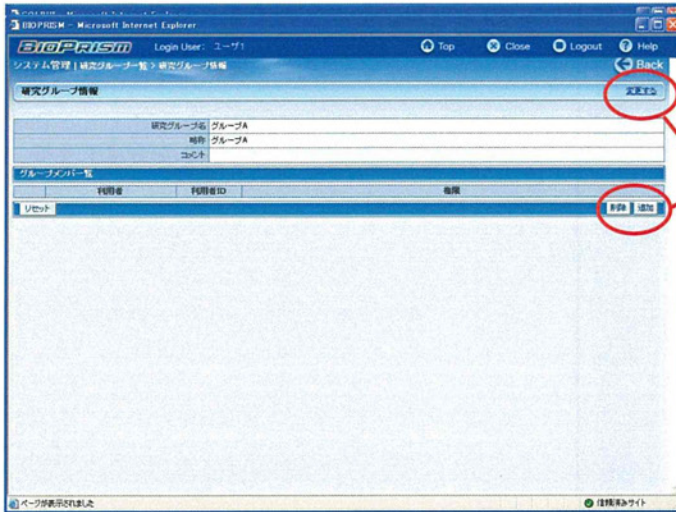 BIOPRISM - Microsoft Internet Explorer
BIOPRISM Login User: ユーザ1 Top Close Logout Help
システム管理 | 研究グループ一覧 > 研究グループ情報 Back
研究グループ情報 変更する
研究グループ名 グループA
略称 グループA
コメント
グループメンバ一覧
利用者 利用者ID 権限
リセット 削除 追加
ページが表示されました 信頼済みサイト